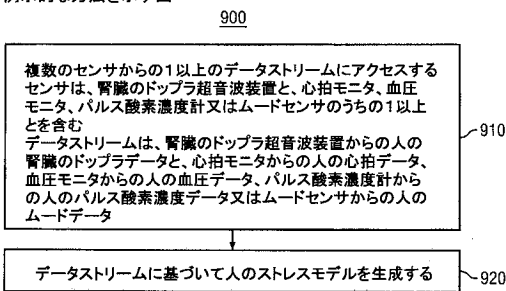 900
複数のセンサからの1以上のデータストリームにアクセスする
センサは、腎臓のドップラ超音波装置と、心拍モニタ、血圧
モニタ、パルス酸素濃度計又はムードセンサのうちの1以上
とを含む
データストリームは、腎臓のドップラ超音波装置からの人の
腎臓のドップラデータと、心拍モニタからの人の心拍データ、
血圧モニタからの人の血圧データ、パルス酸素濃度計から
の人のパルス酸素濃度データ又はムードセンサからの人の
ムードデータ
910
データストリームに基づいて人のストレスモデルを生成する
920